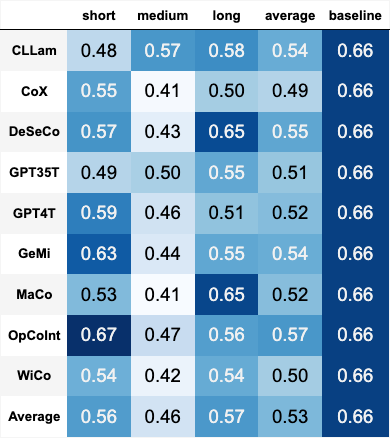 short medium long average baseline
CLLam 0.48 0.57 0.58 0.54 0.66
CoX 0.55 0.41 0.50 0.49 0.66
DeSeCo 0.57 0.43 0.65 0.55 0.66
GPT35T 0.49 0.50 0.55 0.51 0.66
GPT4T 0.59 0.46 0.51 0.52 0.66
GeMi 0.63 0.44 0.55 0.54 0.66
MaCo 0.53 0.41 0.65 0.52 0.66
OpCoInt 0.67 0.47 0.56 0.57 0.66
WiCo 0.54 0.42 0.54 0.50 0.66
Average 0.56 0.46 0.57 0.53 0.66